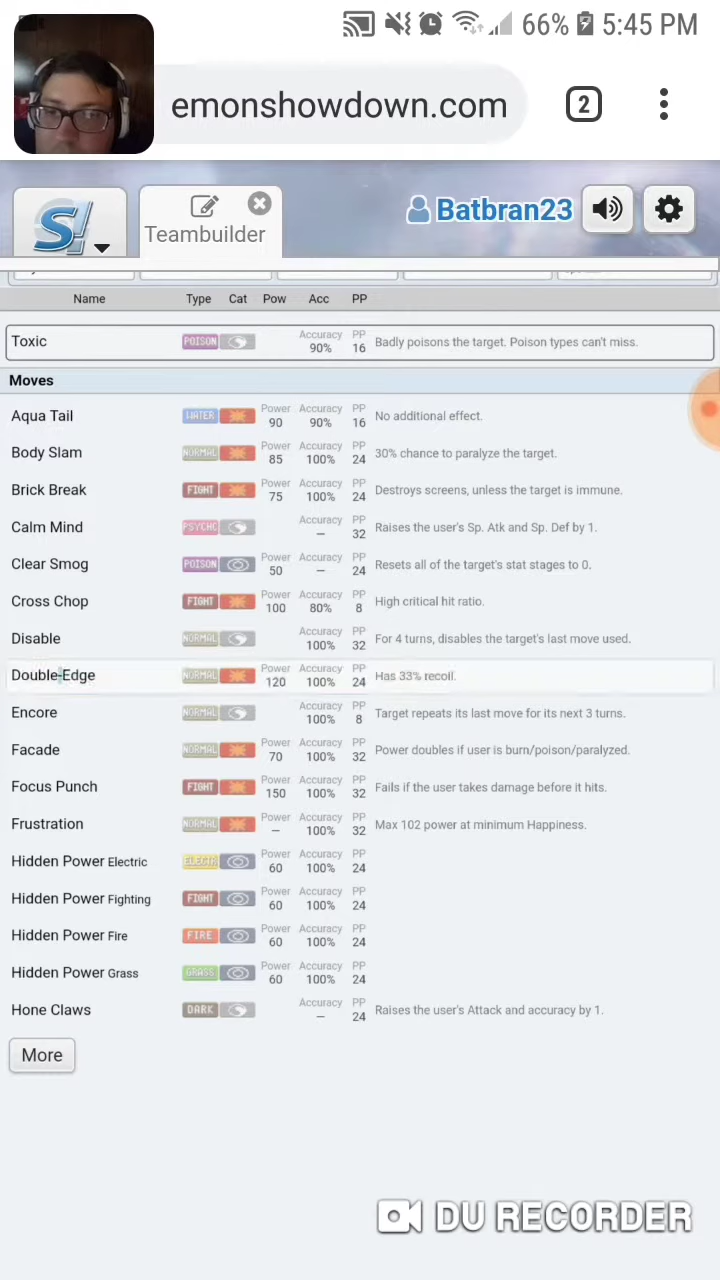 66% 5:45 PM
emonshowdown.com 2
S!
Teambuilder
Batbran23
Name Type Cat Pow Acc PP
Toxic POISON Accuracy 90% PP 16 Badly poisons the target. Poison types can't miss.
Moves
Aqua Tail WATER Power 90 Accuracy 90% PP 16 No additional effect.
Body Slam NORMAL Power 85 Accuracy 100% PP 24 30% chance to paralyze the target.
Brick Break FIGHT Power 75 Accuracy 100% PP 24 Destroys screens, unless the target is immune.
Calm Mind PSYCHC Accuracy — PP 32 Raises the user's Sp. Atk and Sp. Def by 1.
Clear Smog POISON Power 50 Accuracy — PP 24 Resets all of the target's stat stages to 0.
Cross Chop FIGHT Power 100 Accuracy 80% PP 8 High critical hit ratio.
Disable NORMAL Accuracy 100% PP 32 For 4 turns, disables the target's last move used.
Double-Edge NORMAL Power 120 Accuracy 100% PP 24 Has 33% recoil.
Encore NORMAL Accuracy 100% PP 8 Target repeats its last move for its next 3 turns.
Facade NORMAL Power 70 Accuracy 100% PP 32 Power doubles if user is burn/poison/paralyzed.
Focus Punch FIGHT Power 150 Accuracy 100% PP 32 Fails if the user takes damage before it hits.
Frustration NORMAL Power — Accuracy 100% PP 32 Max 102 power at minimum Happiness.
Hidden Power Electric ELECTR Power 60 Accuracy 100% PP 24
Hidden Power Fighting FIGHT Power 60 Accuracy 100% PP 24
Hidden Power Fire FIRE Power 60 Accuracy 100% PP 24
Hidden Power Grass GRASS Power 60 Accuracy 100% PP 24
Hone Claws DARK Accuracy — PP 24 Raises the user's Attack and accuracy by 1.
More
DU RECORDER